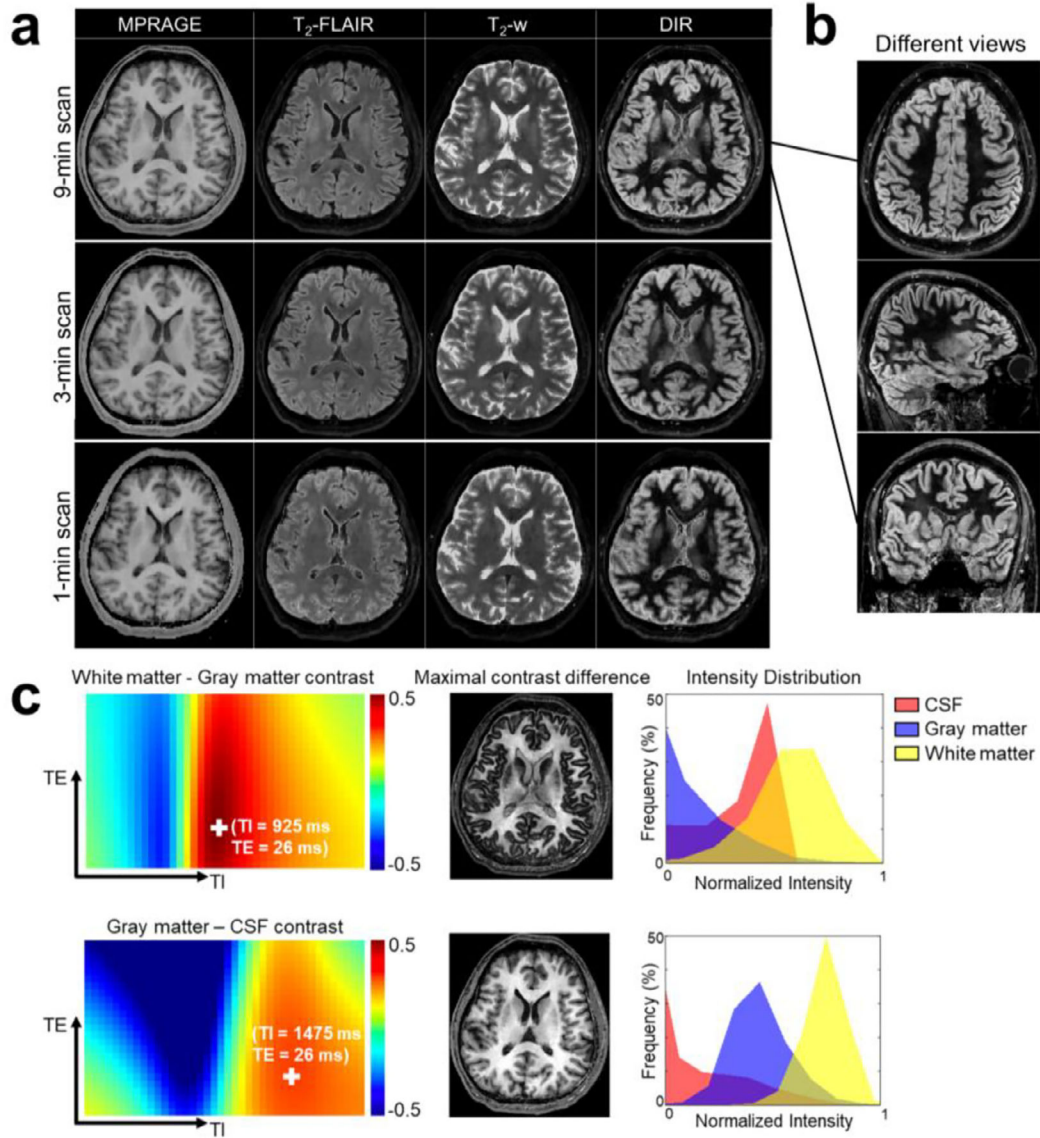 a
MPRAGE
T₂-FLAIR
T₂-w
DIR
9-min scan
3-min scan
1-min scan
b
Different views
c
White matter - Gray matter contrast
TE
TI
0.5
-0.5
(TI = 925 ms
TE = 26 ms)
Maximal contrast difference
Intensity Distribution
50
0
Frequency (%)
0
1
Normalized Intensity
CSF
Gray matter
White matter
Gray matter – CSF contrast
TE
TI
0.5
-0.5
(TI = 1475 ms
TE = 26 ms)
50
0
Frequency (%)
0
1
Normalized Intensity